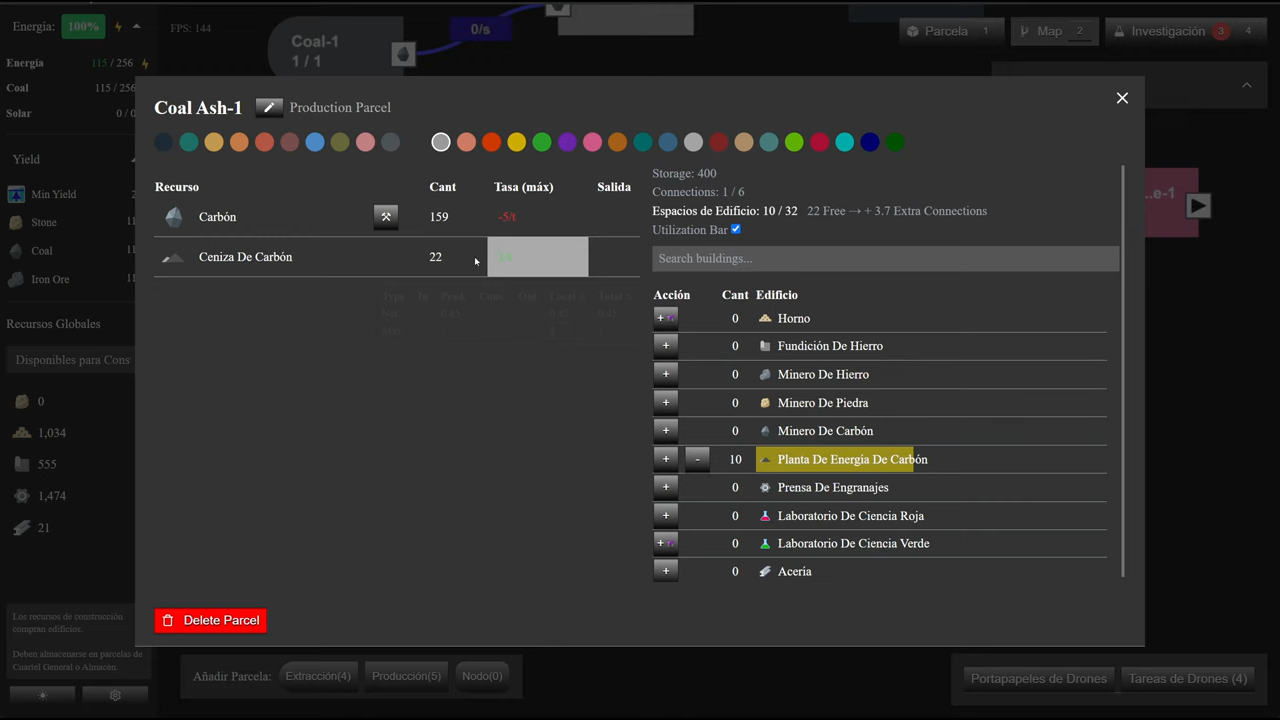 Energía: 100%
FPS: 144
Coal-1
1 / 1
0/s
Parcela 1
Map 2
Investigación 3 4
Energía 115/256
Coal 115/256
Solar 0/0
Yield
Min Yield
Stone 11
Coal 11
Iron Ore 11
Recursos Globales
Disponibles para Cons
0
1,034
555
1,474
21
Los recursos de construcción
compran edificios.
Deben almacenarse en parcelas de
Cuartel General o Almacén.
Coal Ash-1
Production Parcel
Recurso Cant Tasa (máx) Salida
Carbón 159 -5/t
Ceniza De Carbón 22
Delete Parcel
Storage: 400
Connections: 1 / 6
Espacios de Edificio: 10 / 32 22 Free → + 3.7 Extra Connections
Utilization Bar
Search buildings...
Acción Cant Edificio
+ 0 Horno
+ 0 Fundición De Hierro
+ 0 Minero De Hierro
+ 0 Minero De Piedra
+ 0 Minero De Carbón
+ - 10 Planta De Energía De Carbón
+ 0 Prensa De Engranajes
+ 0 Laboratorio De Ciencia Roja
+ 0 Laboratorio De Ciencia Verde
+ 0 Acería
...e-1
Añadir Parcela: Extracción(4) Producción(5) Nodo(0)
Portapapeles de Drones
Tareas de Drones (4)